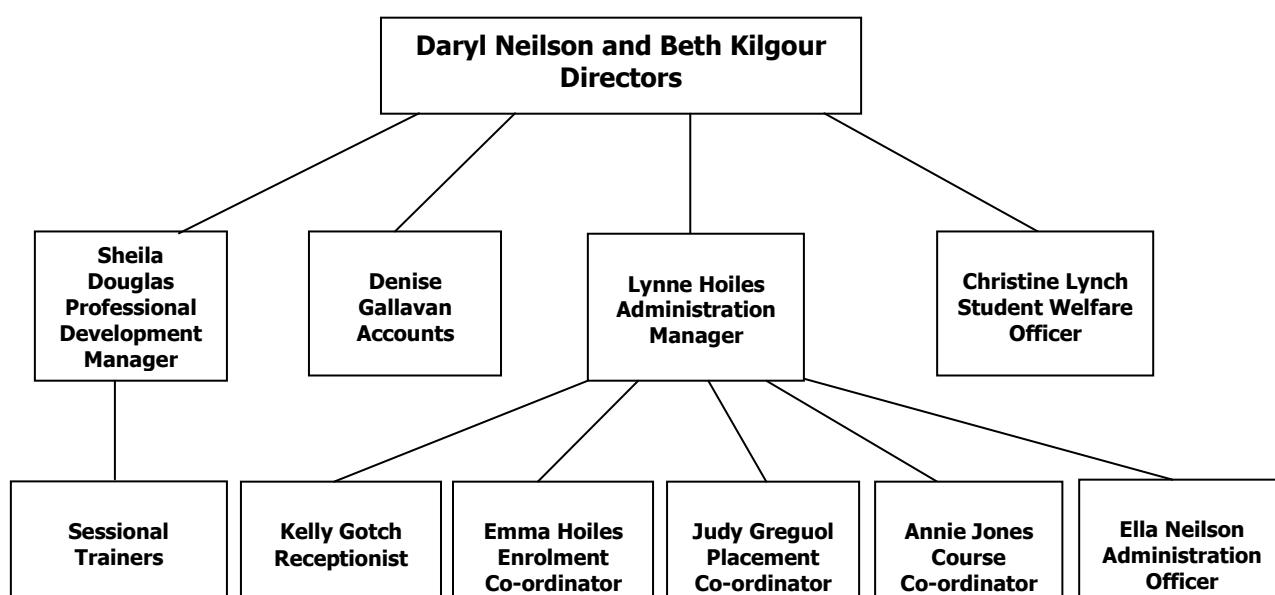 Daryl Neilson and Beth Kilgour
Directors
Sheila
Douglas
Professional
Development
Manager
Denise
Gallavan
Accounts
Lynne Hoiles
Administration
Manager
Christine Lynch
Student Welfare
Officer
Sessional
Trainers
Kelly Gotch
Receptionist
Emma Hoiles
Enrolment
Co-ordinator
Judy Greguol
Placement
Co-ordinator
Annie Jones
Course
Co-ordinator
Ella Neilson
Administration
Officer